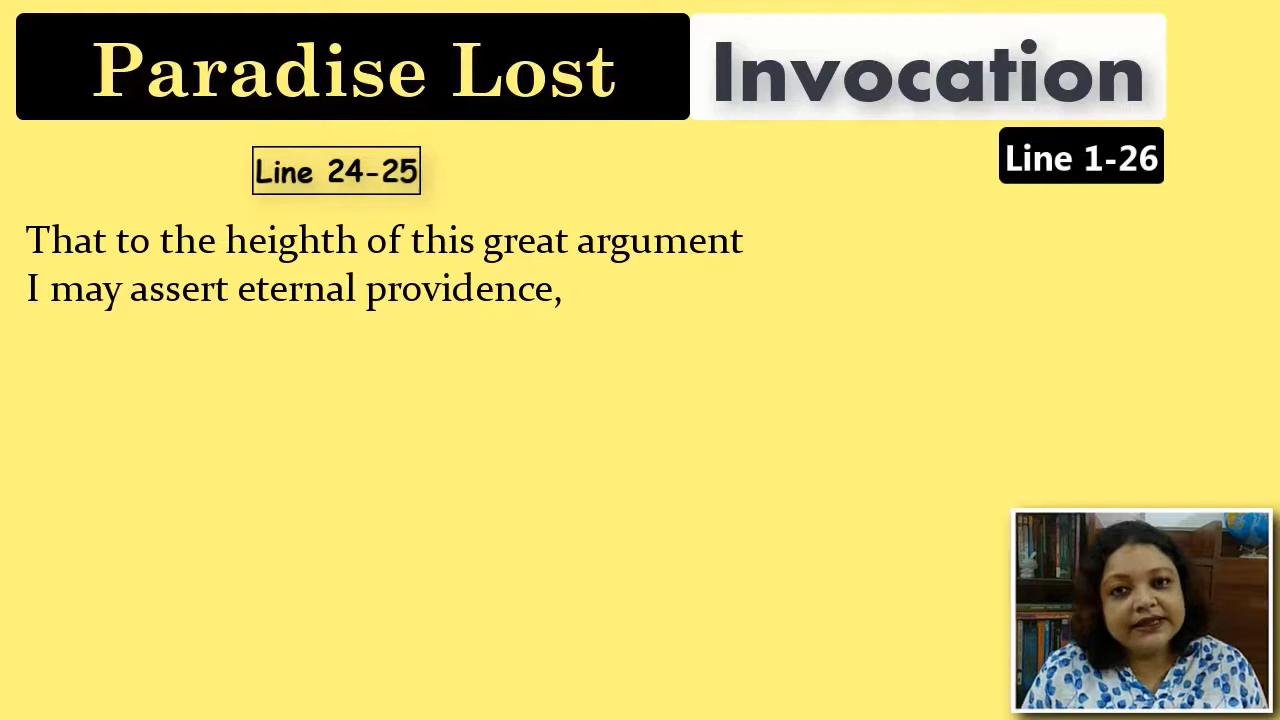 Paradise Lost Invocation
Line 1-26
Line 24-25
That to the heighth of this great argument
I may assert eternal providence,